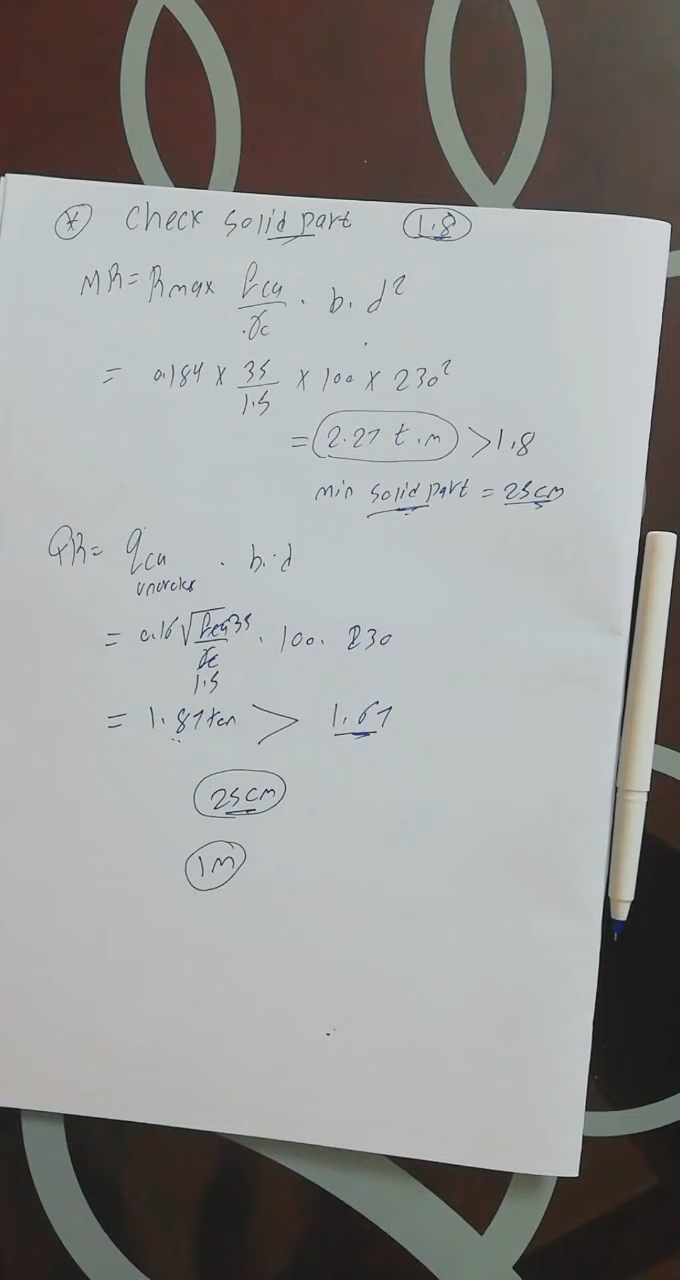 * Check solid part 1.8
MR = Rmax fcu/γc . b. d²
= 0.184 x 35/1.5 x 100 x 230²
= 2.27 t.m > 1.8
min solid part = 25cm
QR = qcu . b.d
= 0.16 √fcu 35/γc 1.5 . 100. 230
= 1.87 ton > 1.67
25cm
1m